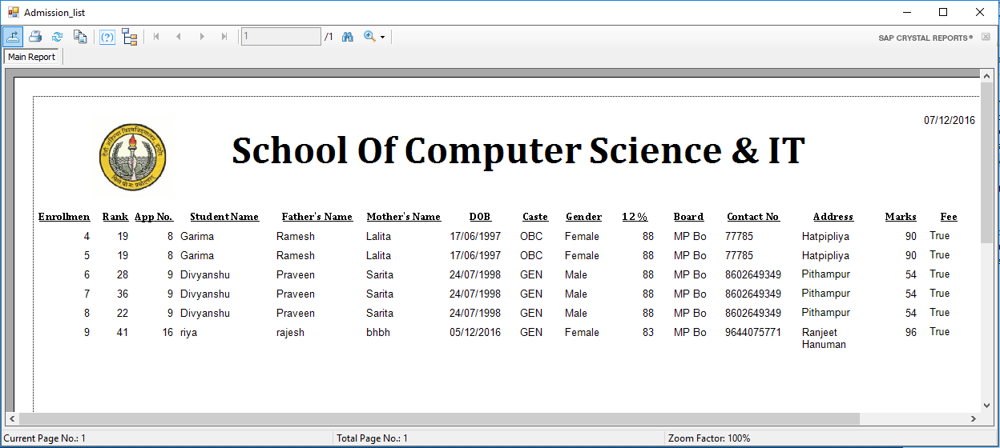 Admission_list
1 /1 SAP CRYSTAL REPORTS®
Main Report
07/12/2016
देवी अहिल्या विश्वविद्यालय, इन्दौर
School Of Computer Science & IT
Enrollmen Rank App No. Student Name Father's Name Mother's Name DOB Caste Gender 12 % Board Contact No Address Marks Fee
4 19 8 Garima Ramesh Lalita 17/06/1997 OBC Female 88 MP Bo 77785 Hatpipliya 90 True
5 19 8 Garima Ramesh Lalita 17/06/1997 OBC Female 88 MP Bo 77785 Hatpipliya 90 True
6 28 9 Divyanshu Praveen Sarita 24/07/1998 GEN Male 88 MP Bo 8602649349 Pithampur 54 True
7 36 9 Divyanshu Praveen Sarita 24/07/1998 GEN Male 88 MP Bo 8602649349 Pithampur 54 True
8 22 9 Divyanshu Praveen Sarita 24/07/1998 GEN Male 88 MP Bo 8602649349 Pithampur 54 True
9 41 16 riya rajesh bhbh 05/12/2016 GEN Female 83 MP Bo 9644075771 Ranjeet 96 True
Hanuman
Current Page No.: 1 Total Page No.: 1 Zoom Factor: 100%